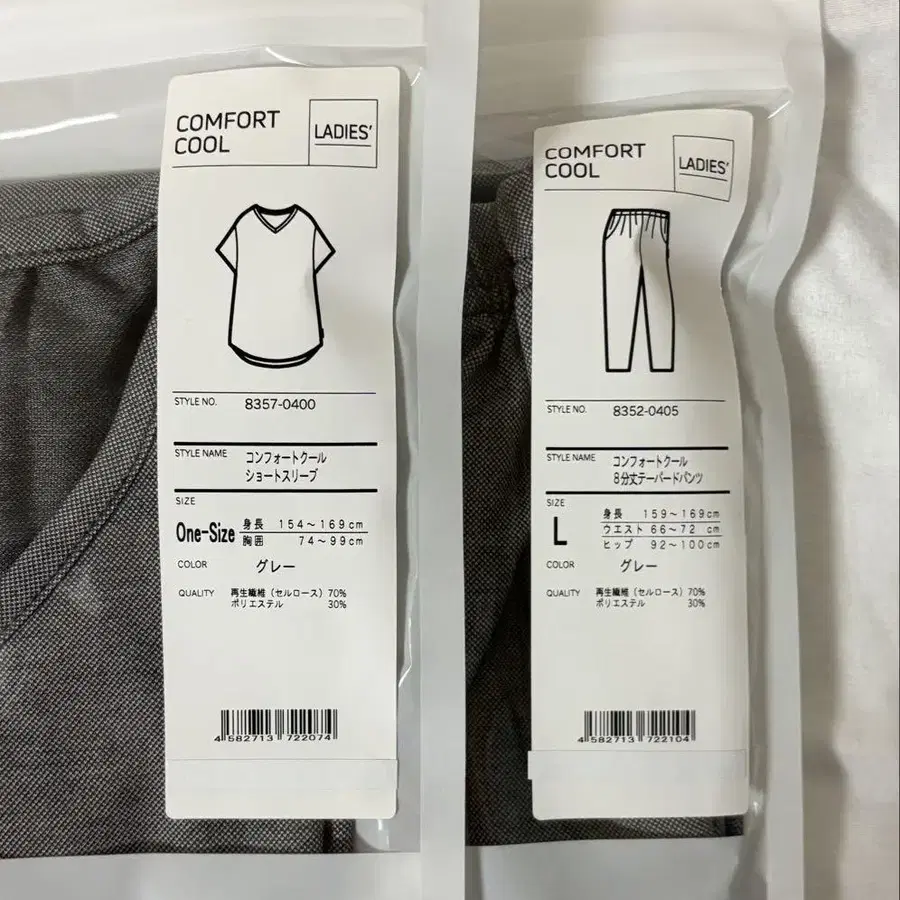 COMFORT
COOL
LADIES'
STYLE NO. 8357-0400
STYLE NAME コンフォートクール
ショートスリーブ
SIZE
One-Size 身長 154〜169cm
胸囲 74〜99cm
COLOR グレー
QUALITY 再生繊維（セルロース）70%
ポリエステル 30%
4 582713 722074
COMFORT
COOL
LADIES'
STYLE NO. 8352-0405
STYLE NAME コンフォートクール
8分丈テーパードパンツ
SIZE
L 身長 159〜169cm
ウエスト 66〜72 cm
ヒップ 92〜100cm
COLOR グレー
QUALITY 再生繊維（セルロース）70%
ポリエステル 30%
4 582713 722104